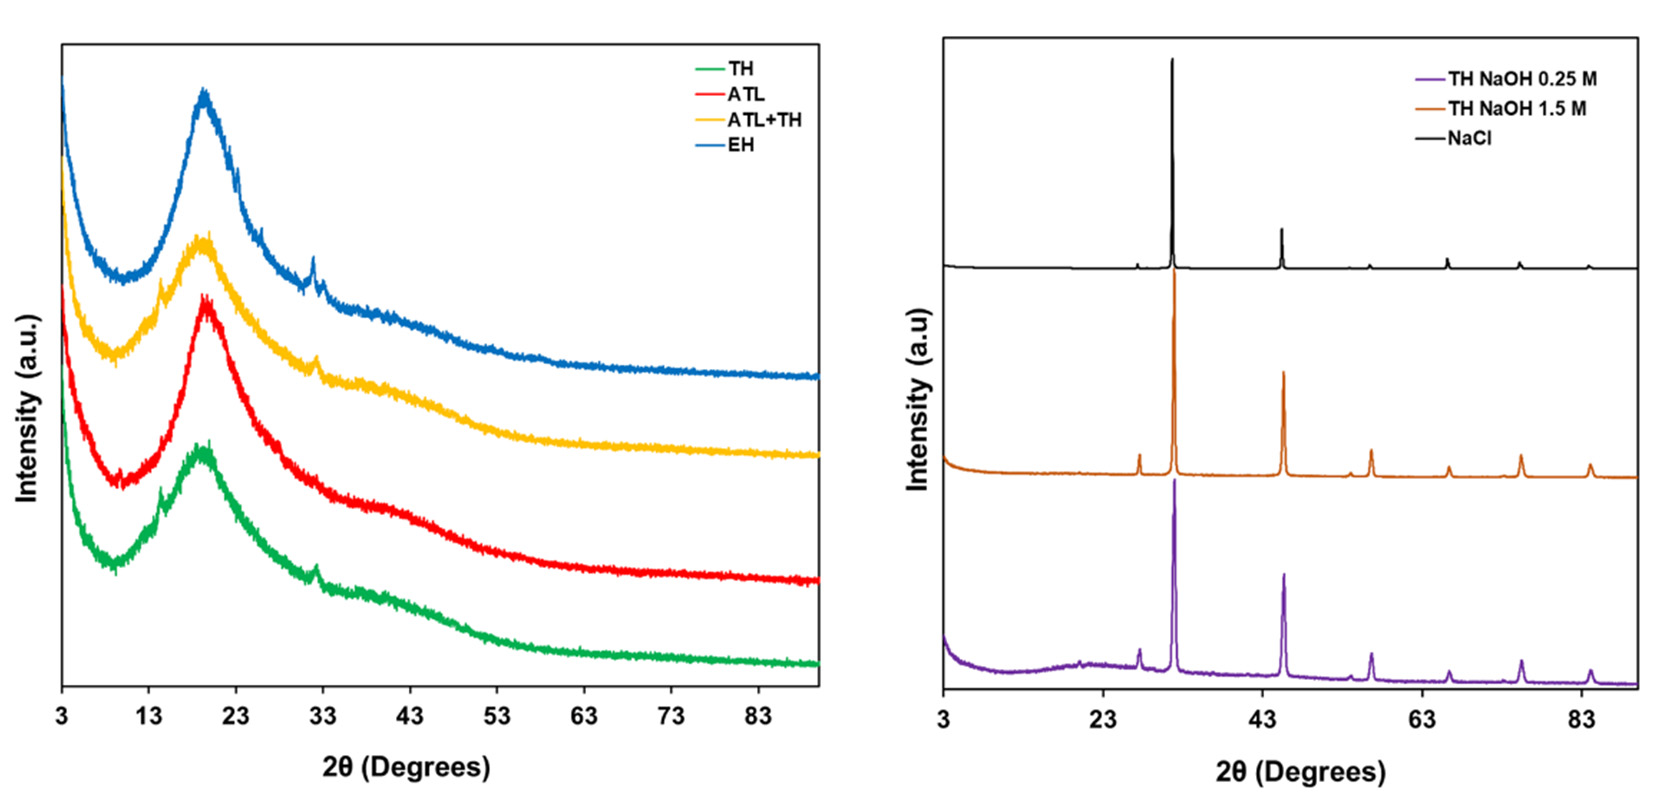 TH
ATL
ATL+TH
EH
Intensity (a.u.)
3 13 23 33 43 53 63 73 83
2θ (Degrees)
TH NaOH 0.25 M
TH NaOH 1.5 M
NaCl
Intensity (a.u)
3 23 43 63 83
2θ (Degrees)